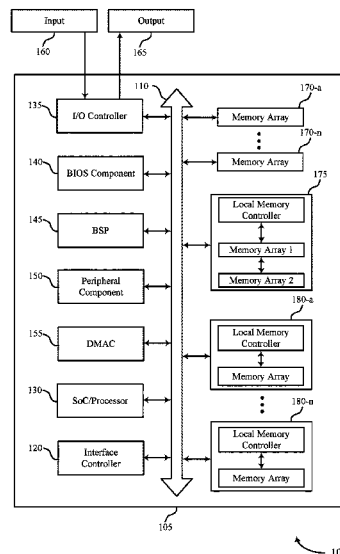 Input
Output
160
165
110
135
I/O Controller
170-a
Memory Array
170-n
Memory Array
140
BIOS Component
175
Local Memory
Controller
Memory Array 1
Memory Array 2
145
BSP
150
Peripheral
Component
180-a
Local Memory
Controller
Memory Array
155
DMAC
130
SoC/Processor
180-n
Local Memory
Controller
Memory Array
120
Interface
Controller
105